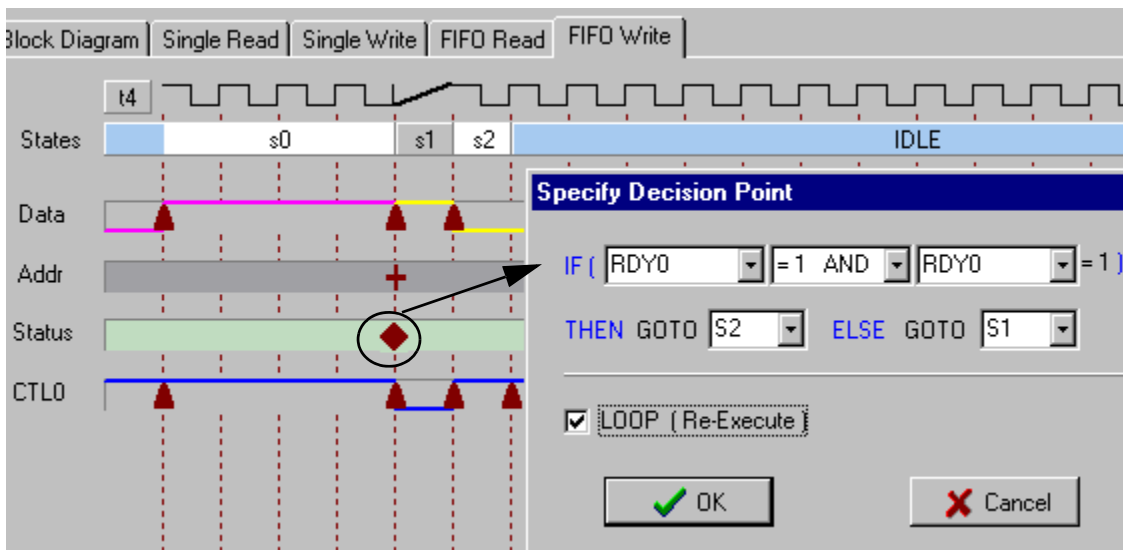 Block Diagram Single Read Single Write FIFO Read FIFO Write
t4
States s0 s1 s2 IDLE
Specify Decision Point
Data
IF ( RDY0 = 1 AND RDY0 = 1 )
Addr
THEN GOTO S2 ELSE GOTO S1
Status
CTL0
LOOP ( Re-Execute )
OK Cancel